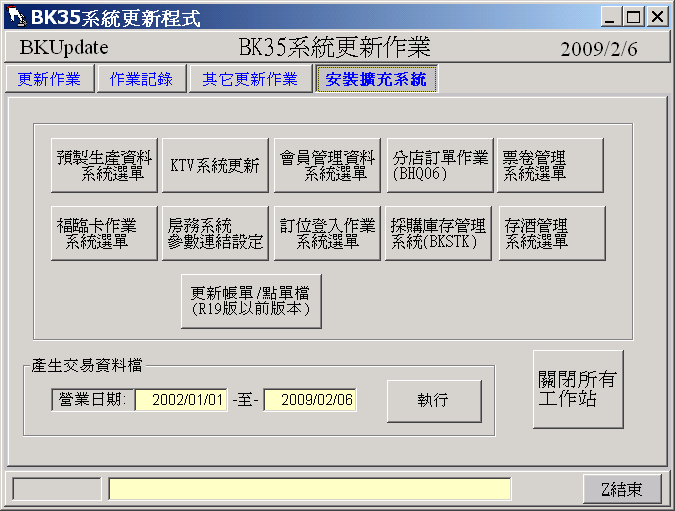 BK35系統更新程式
BKUpdate
BK35系統更新作業
2009/2/6
更新作業
作業記錄
其它更新作業
安裝擴充系統
預製生產資料
系統選單
KTV系統更新
會員管理資料
系統選單
分店訂單作業
(BHQ06)
票卷管理
系統選單
福臨卡作業
系統選單
房務系統
參數連結設定
訂位登入作業
系統選單
採購庫存管理
系統(BKSTK)
存酒管理
系統選單
更新帳單/點單檔
(R19版以前版本)
產生交易資料檔
營業日期:
2002/01/01
-至-
2009/02/06
執行
關閉所有
工作站
Z結束